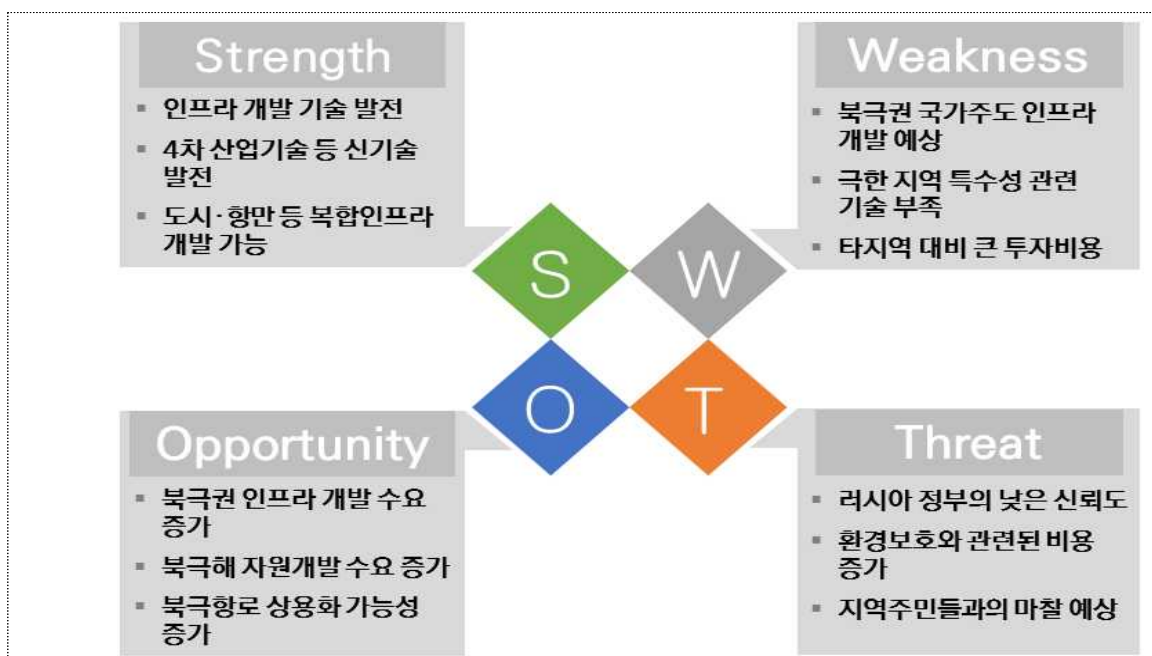 Strength
▪ 인프라 개발 기술 발전
▪ 4차 산업기술 등 신기술
발전
▪ 도시·항만 등 복합인프라
개발 가능
Weakness
▪ 북극권 국가주도 인프라
개발 예상
▪ 극한 지역 특수성 관련
기술 부족
▪ 타지역 대비 큰 투자비용
S
W
O
T
Opportunity
▪ 북극권 인프라 개발 수요
증가
▪ 북극해 자원개발 수요 증가
▪ 북극항로 상용화 가능성
증가
Threat
▪ 러시아 정부의 낮은 신뢰도
▪ 환경보호와 관련된 비용
증가
▪ 지역주민들과의 마찰 예상